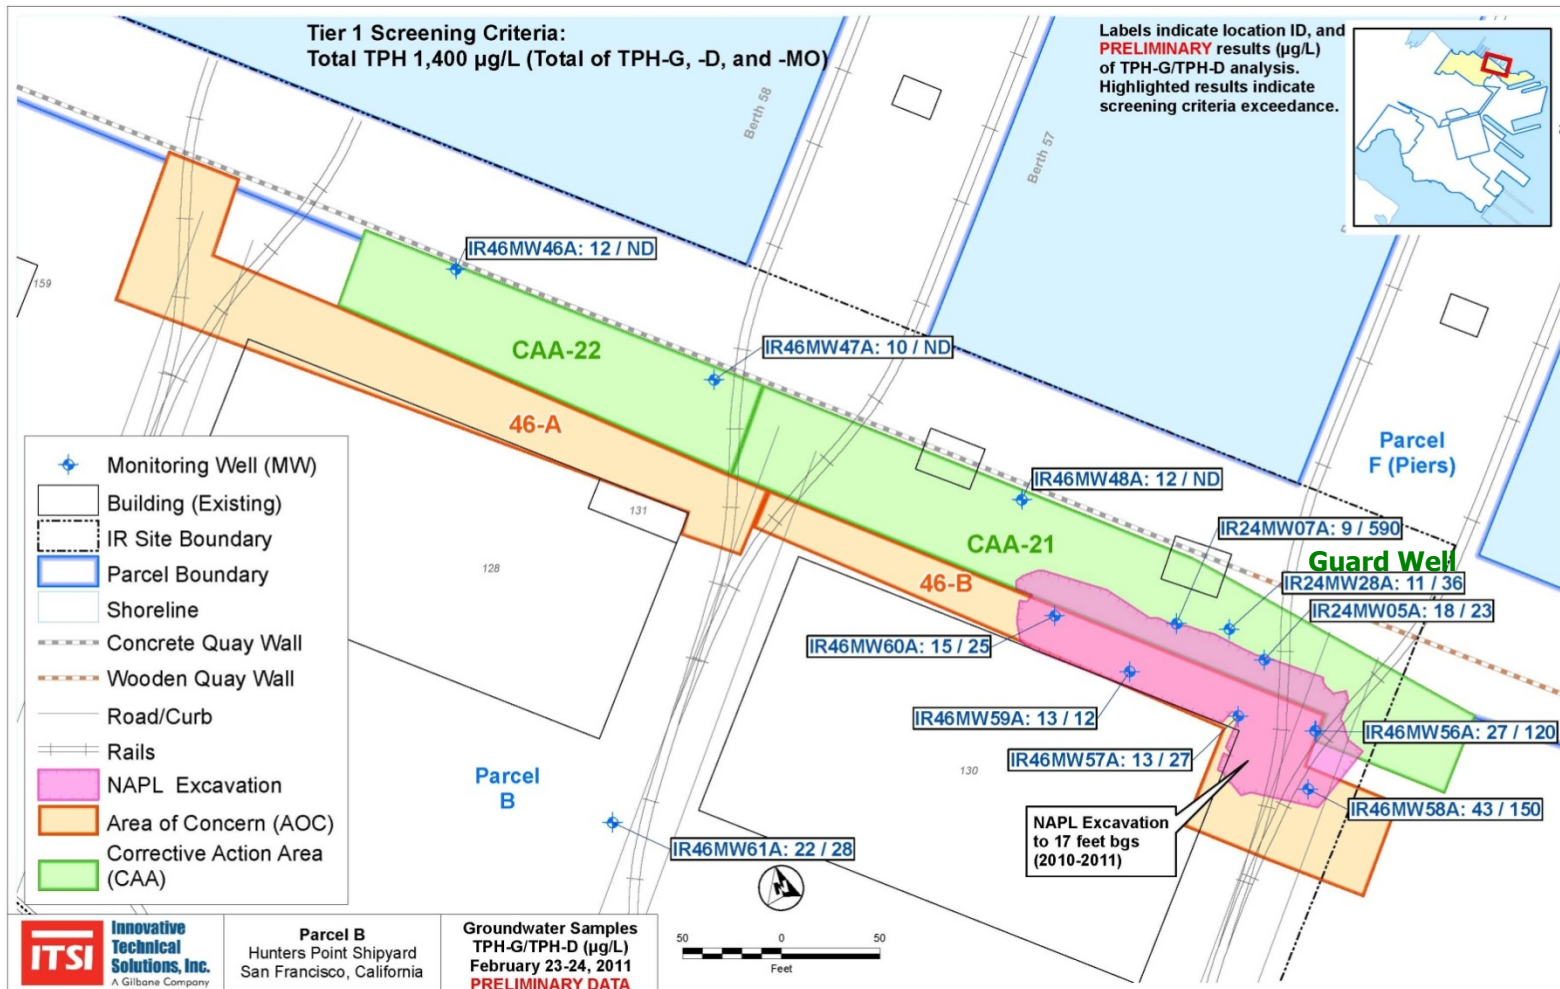 Tier 1 Screening Criteria:
Total TPH 1,400 µg/L (Total of TPH-G, -D, and -MO)
Labels indicate location ID, and
PRELIMINARY results (µg/L)
of TPH-G/TPH-D analysis.
Highlighted results indicate
screening criteria exceedance.
Berth 58
Berth 57
159
IR46MW46A: 12 / ND
CAA-22
IR46MW47A: 10 / ND
46-A
Parcel
F (Piers)
IR46MW48A: 12 / ND
131
128
CAA-21
IR24MW07A: 9 / 590
Guard Well
IR24MW28A: 11 / 36
46-B
IR24MW05A: 18 / 23
IR46MW60A: 15 / 25
IR46MW59A: 13 / 12
IR46MW56A: 27 / 120
IR46MW57A: 13 / 27
130
Parcel
B
IR46MW58A: 43 / 150
NAPL Excavation
to 17 feet bgs
(2010-2011)
IR46MW61A: 22 / 28
Monitoring Well (MW)
Building (Existing)
IR Site Boundary
Parcel Boundary
Shoreline
Concrete Quay Wall
Wooden Quay Wall
Road/Curb
Rails
NAPL Excavation
Area of Concern (AOC)
Corrective Action Area
(CAA)
N
50 0 50
Feet
ITSI
Innovative
Technical
Solutions, Inc.
A Gilbane Company
Parcel B
Hunters Point Shipyard
San Francisco, California
Groundwater Samples
TPH-G/TPH-D (µg/L)
February 23-24, 2011
PRELIMINARY DATA